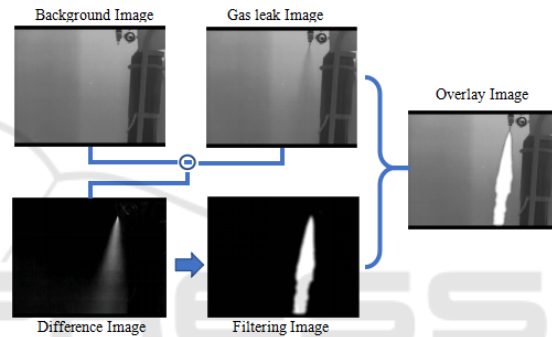 Background Image
Gas leak Image
Overlay Image
Difference Image
Filtering Image